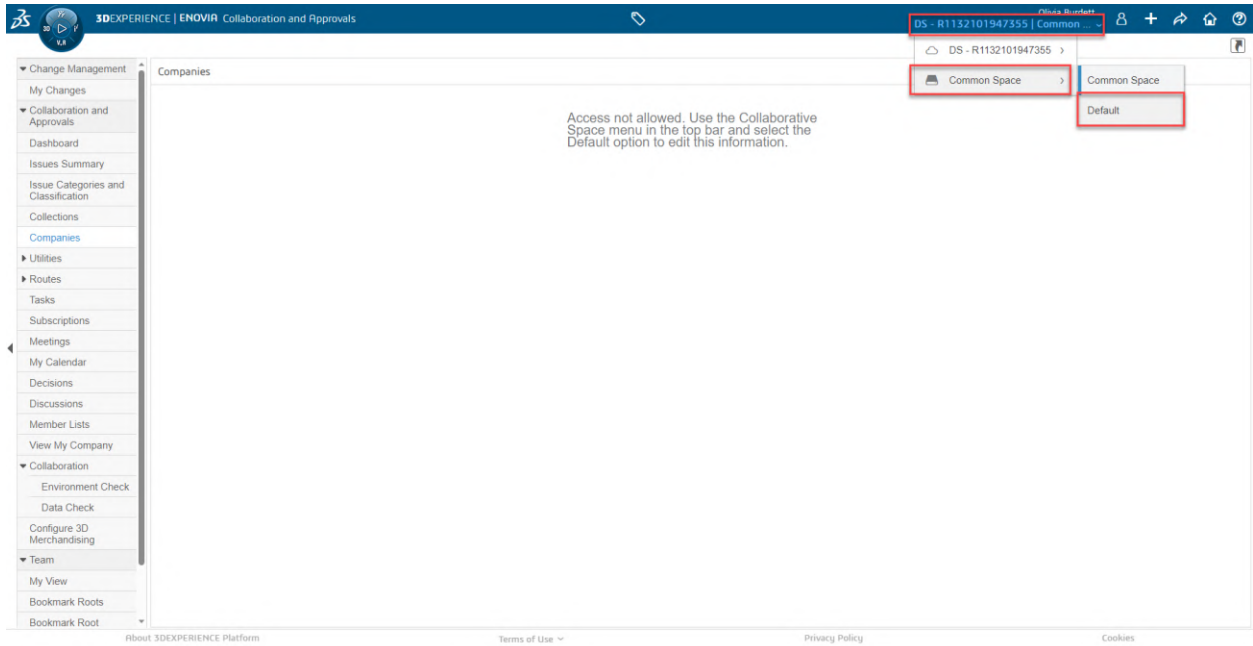 3DEXPERIENCE | ENOVIA Collaboration and Approvals
3D
V.R
Olivia Burdett
DS - R1132101947355 | Common ...
DS - R1132101947355
Common Space
Common Space
Default
Change Management
My Changes
Collaboration and
Approvals
Dashboard
Issues Summary
Issue Categories and
Classification
Collections
Companies
Utilities
Routes
Tasks
Subscriptions
Meetings
My Calendar
Decisions
Discussions
Member Lists
View My Company
Collaboration
Environment Check
Data Check
Configure 3D
Merchandising
Team
My View
Bookmark Roots
Bookmark Root
Companies
Access not allowed. Use the Collaborative
Space menu in the top bar and select the
Default option to edit this information.
About 3DEXPERIENCE Platform
Terms of Use
Privacy Policy
Cookies